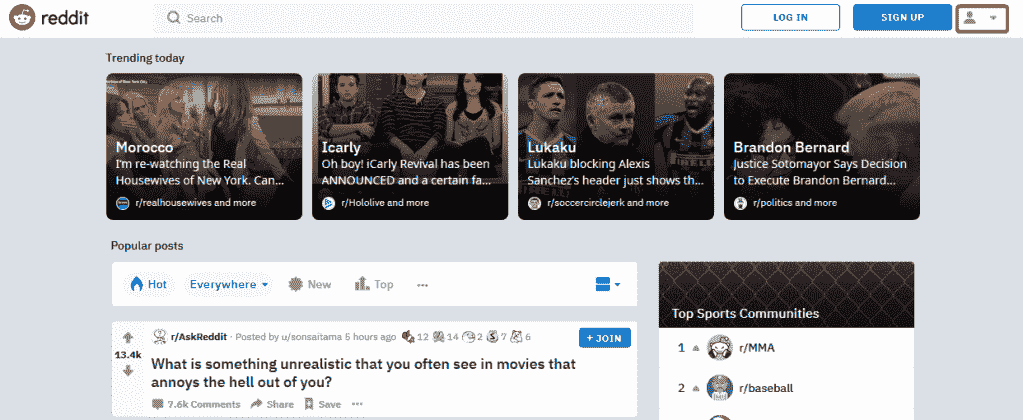 reddit
Search
LOG IN
SIGN UP
Trending today
Morocco
I'm re-watching the Real
Housewives of New York. Can...
r/realhousewives and more
Icarly
Oh boy! iCarly Revival has been
ANNOUNCED and a certain fa...
r/Hololive and more
Lukaku
Lukaku blocking Alexis
Sanchez's header just shows th...
r/soccercirclejerk and more
Brandon Bernard
Justice Sotomayor Says Decision
to Execute Brandon Bernard...
r/politics and more
Popular posts
Hot
Everywhere
New
Top
...
Top Sports Communities
1 r/MMA
2 r/baseball
r/AskReddit · Posted by u/sonsaitama 5 hours ago 12 14 2 7 6
+ JOIN
13.4k
What is something unrealistic that you often see in movies that
annoys the hell out of you?
7.6k Comments Share Save ...